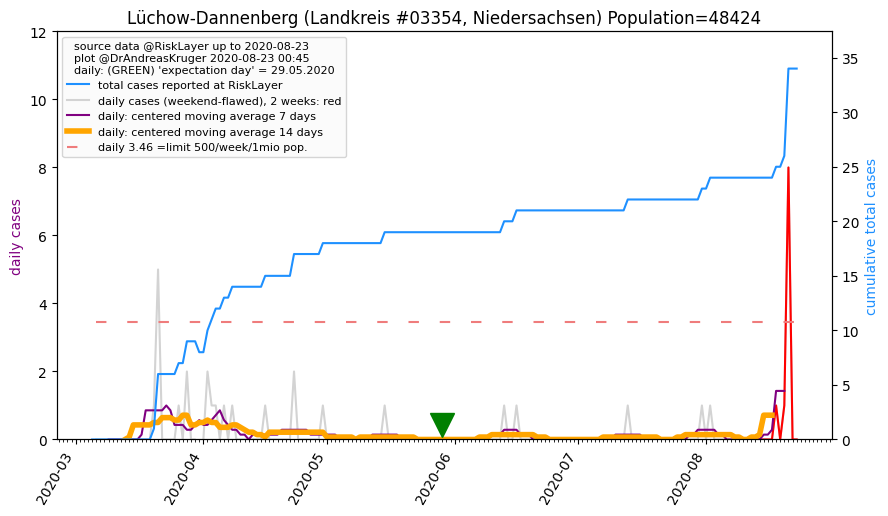 Lüchow-Dannenberg (Landkreis #03354, Niedersachsen) Population=48424
source data @RiskLayer up to 2020-08-23
plot @DrAndreasKruger 2020-08-23 00:45
daily: (GREEN) 'expectation day' = 29.05.2020
total cases reported at RiskLayer
daily cases (weekend-flawed), 2 weeks: red
daily: centered moving average 7 days
daily: centered moving average 14 days
daily 3.46 =limit 500/week/1mio pop.
daily cases
12
10
8
6
4
2
0
35
30
25
20
15
10
5
0
cumulative total cases
2020-03
2020-04
2020-05
2020-06
2020-07
2020-08